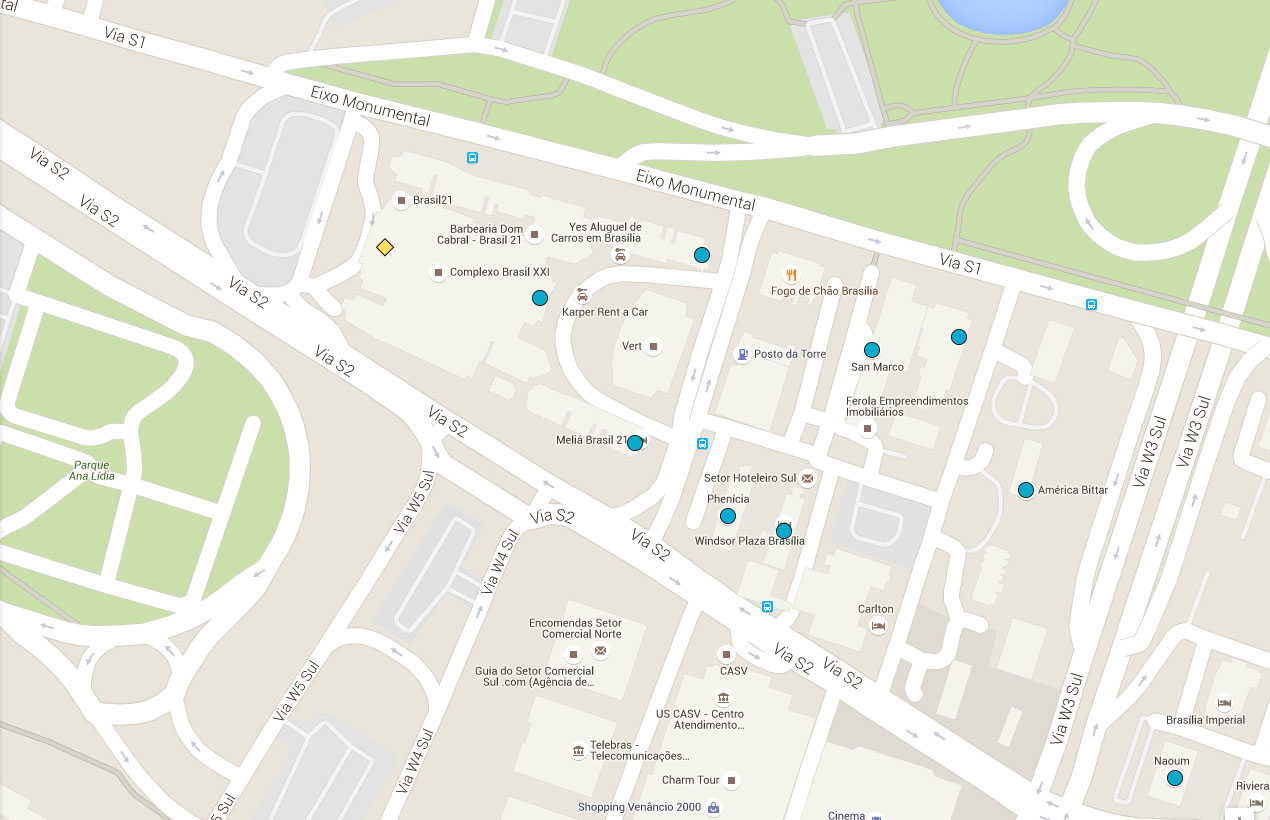 tal
Via S1
Eixo Monumental
Via S2
Via S2
Brasil21
Eixo Monumental
Barbearia Dom
Cabral - Brasil 21
Yes Aluguel de
Carros em Brasília
Complexo Brasil XXI
Via S1
Via S2
Fogo de Chão Brasília
Karper Rent a Car
Vert
Posto da Torre
Via S2
San Marco
Ferola Empreendimentos
Imobiliários
Via S2
Meliá Brasil 21
Via W3 Sul
Via W3 Sul
Parque
Ana Lídia
Setor Hoteleiro Sul
Phenícia
América Bittar
Via W5 Sul
Via S2
Via S2
Windsor Plaza Brasília
Via W4 Sul
Carlton
Encomendas Setor
Comercial Norte
Guia do Setor Comercial
Sul .com (Agência de...
CASV
Via S2
Via S2
Via W5 Sul
US CASV - Centro
Atendimento...
Via W3 Sul
Brasília Imperial
Telebras -
Telecomunicações...
Via W4 Sul
Naoum
Charm Tour
Riviera
Shopping Venâncio 2000
5 Sul
Cinema